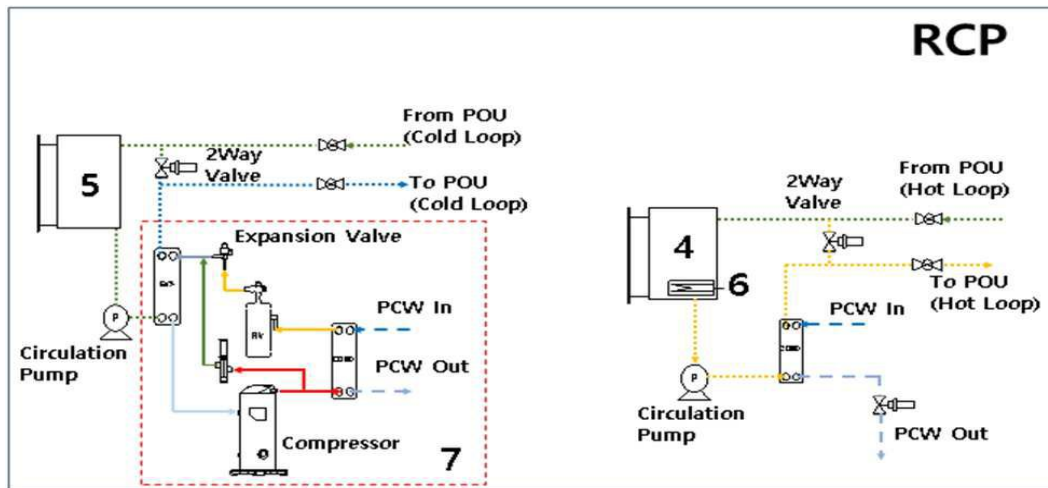 RCP
From POU
(Cold Loop)
5
2Way
Valve
To POU
(Cold Loop)
Expansion Valve
PCW In
P
Circulation
Pump
PCW Out
Compressor
7
From POU
(Hot Loop)
2Way
Valve
4
6
To POU
(Hot Loop)
PCW In
P
Circulation
Pump
PCW Out